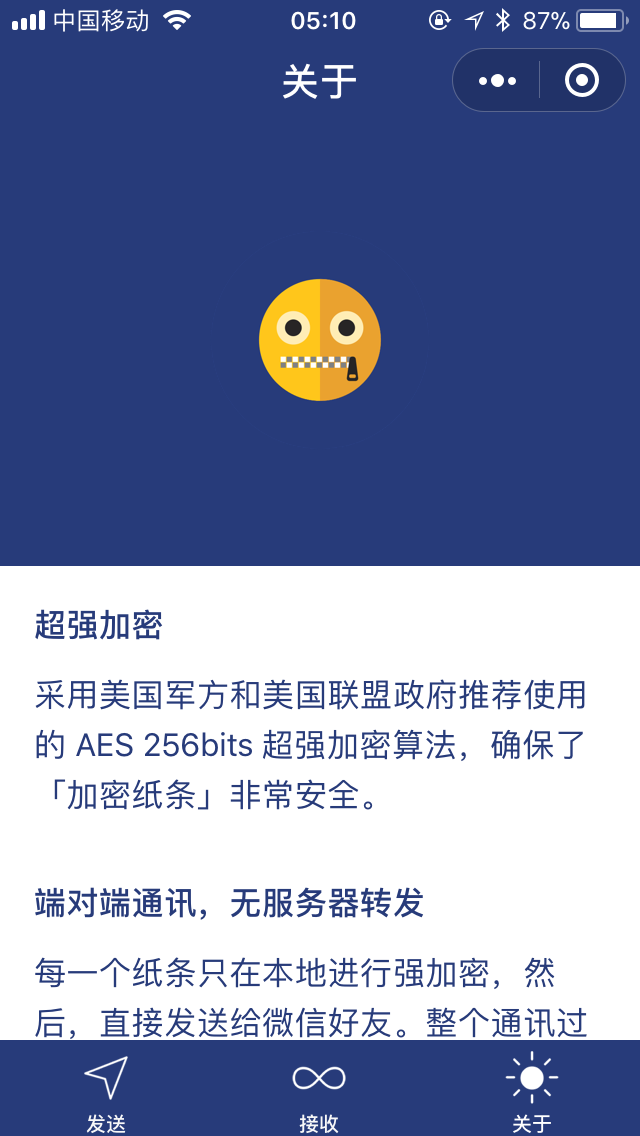 中国移动 05:10 87%
关于
超强加密
采用美国军方和美国联盟政府推荐使用
的 AES 256bits 超强加密算法，确保了
「加密纸条」非常安全。
端对端通讯，无服务器转发
每一个纸条只在本地进行强加密，然
后，直接发送给微信好友。整个通讯过
发送 接收 关于